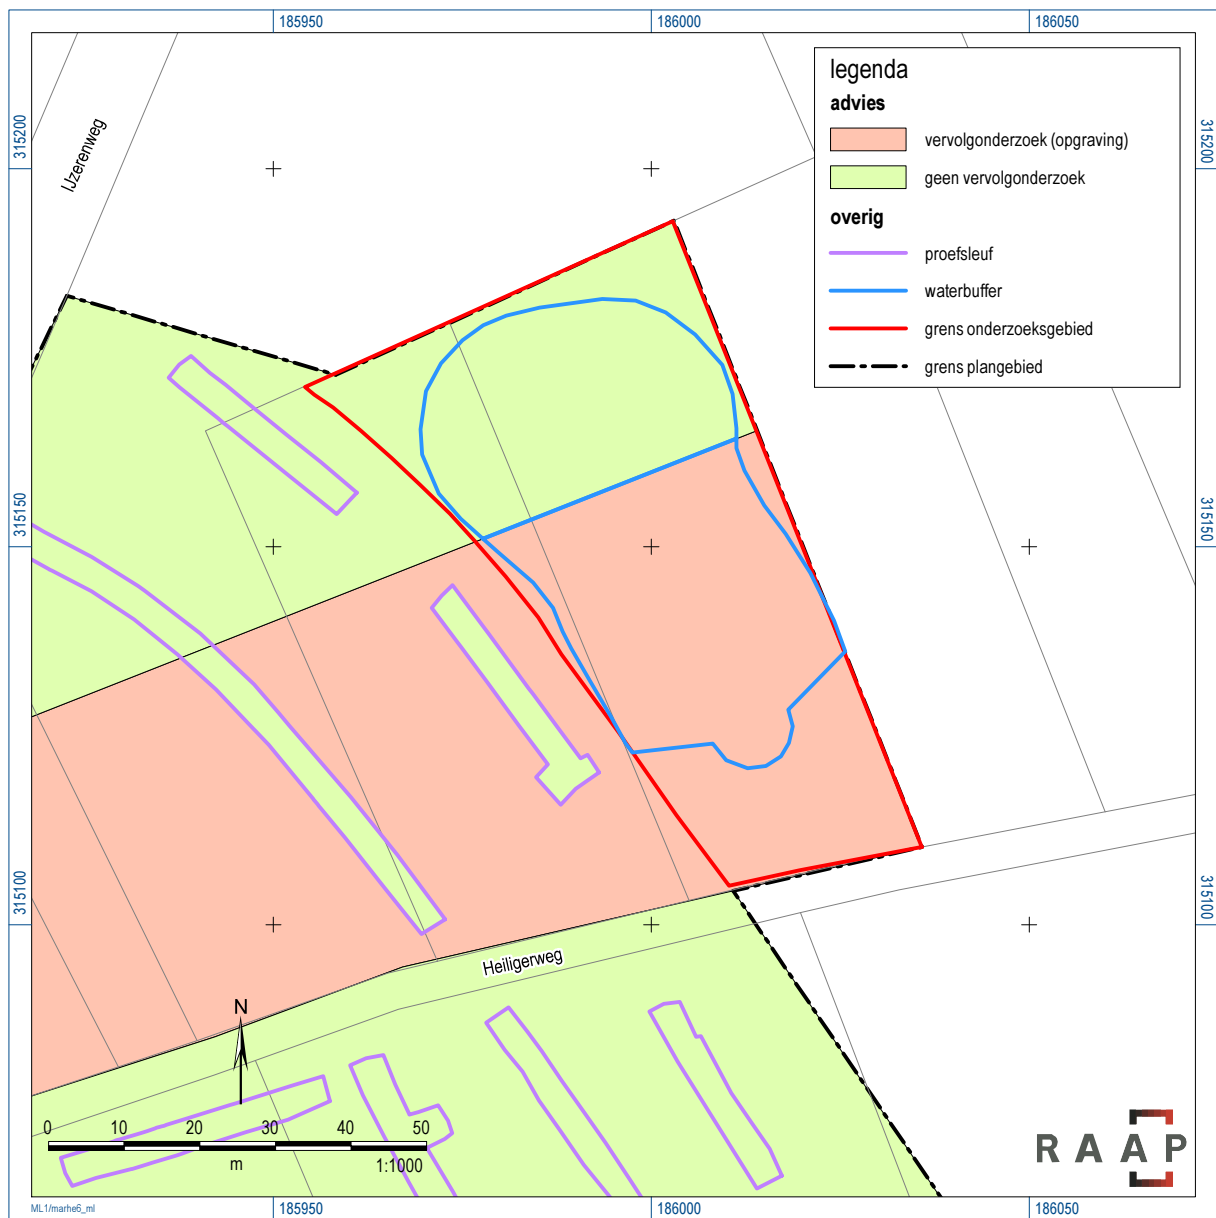 185950
186000
186050
315200
315200
IJzerenweg
legenda
advies
vervolgonderzoek (opgraving)
geen vervolgonderzoek
overig
proefsleuf
waterbuffer
grens onderzoeksgebied
grens plangebied
315150
315150
315100
315100
Heiligerweg
N
0 10 20 30 40 50
m
1:1000
RAAP
ML1/marhe6_ml
185950
186000
186050